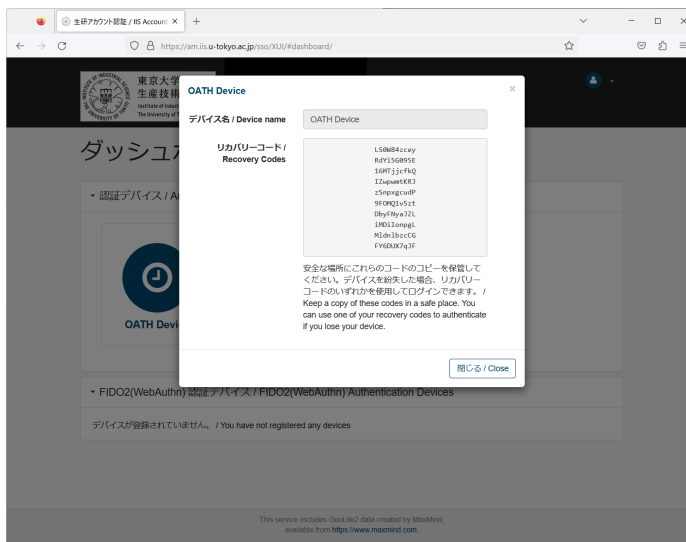 生研アカウント認証 / IIS Account
https://am.iis.u-tokyo.ac.jp/sso/XUI/#dashboard/
東京大学
生産技術
Institute of Indust
The University of T
OATH Device
デバイス名 / Device name
OATH Device
リカバリーコード /
Recovery Codes
LS0W84zcey
RdYiSG095E
16MTjjcfkQ
IZwpwmtKRJ
z5npxgcudP
9FOMQ1v5zt
DbyFNyaJZL
iMDiIonpgL
MldnlbzcCG
FY6DUX7qJF
安全な場所にこれらのコードのコピーを保管して
ください。デバイスを紛失した場合、リカバリー
コードのいずれかを使用してログインできます。 /
Keep a copy of these codes in a safe place. You
can use one of your recovery codes to authenticate
if you lose your device.
閉じる / Close
ダッシュ
認証デバイス / A
OATH Devi
FIDO2(WebAuthn) 認証デバイス / FIDO2(WebAuthn) Authentication Devices
デバイスが登録されていません。 / You have not registered any devices
This service includes GeoLite2 data created by MaxMind,
available from https://www.maxmind.com.